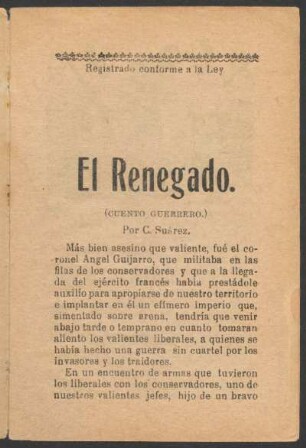 Registrado conforme a la Ley
El Renegado.
(CUENTO GUERRERO.)
Por C. Suárez.
Más bien asesino que valiente, fué el co-
ronel Angel Guijarro, que militaba en las
filas de los conservadores y que a la llega-
da del ejército francés había prestádole
auxilio para apropiarse de nuestro territorio
e implantar en él un efímero imperio que,
cimentado sobre arena, tendría que venir
abajo tarde o temprano en cuanto tomaran
aliento los valientes liberales, a quienes se
había hecho una guerra sin cuartel por los
invasores y los traidores.
En un encuentro de armas que tuvieron
los liberales con los conservadores, uno de
nuestros valientes jefes, hijo de un bravo